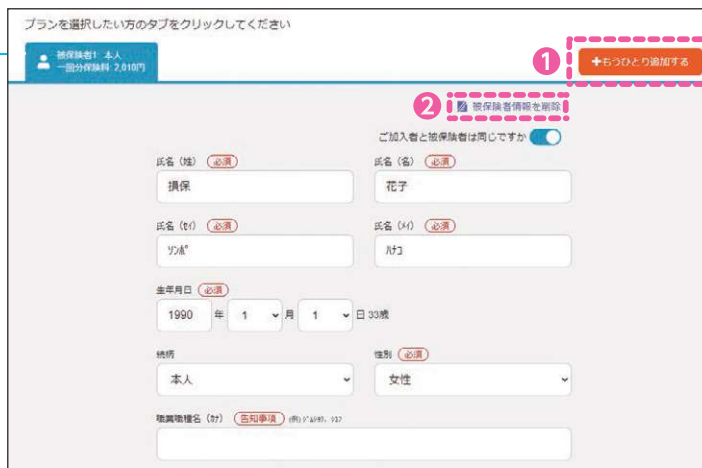 プランを選択したい方のタブをクリックしてください
被保険者1 本人
一回分保険料 2,010円
1
+もうひとり追加する
2 被保険者情報を削除
ご加入者と被保険者は同じですか
氏名（姓） 必須 氏名（名） 必須
損保 花子
氏名（ｾｲ） 必須 氏名（ﾒｲ） 必須
ｿﾝﾎﾟ ﾊﾅｺ
生年月日 必須
1990 年 1 月 1 日 33歳
続柄 性別 必須
本人 女性
職業職種名（ｶﾅ） 告知事項 (例)